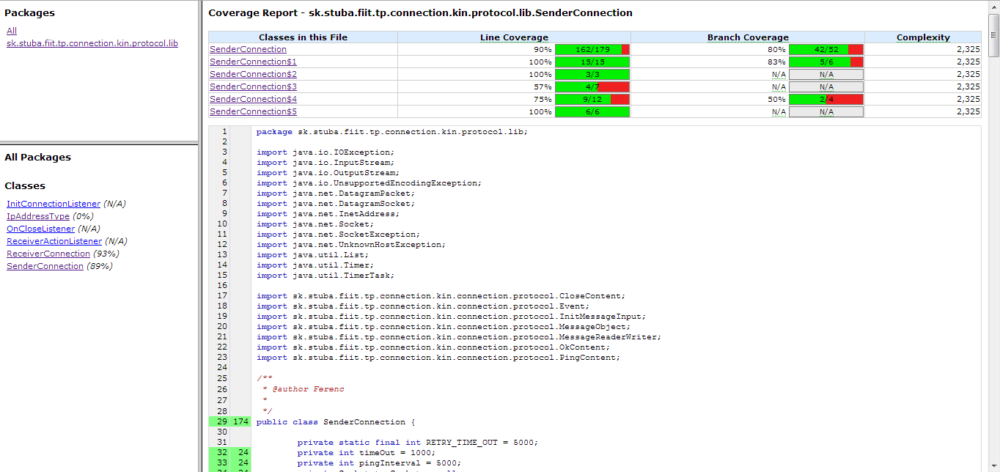 Packages
All
sk.stuba.fiit.tp.connection.kin.protocol.lib
All Packages
Classes
InitConnectionListener (N/A)
IpAddressType (0%)
OnCloseListener (N/A)
ReceiverActionListener (N/A)
ReceiverConnection (93%)
SenderConnection (89%)
Coverage Report - sk.stuba.fiit.tp.connection.kin.protocol.lib.SenderConnection
Classes in this File Line Coverage Branch Coverage Complexity
SenderConnection 90% 162/179 80% 42/52 2,325
SenderConnection$1 100% 15/15 83% 5/6 2,325
SenderConnection$2 100% 3/3 N/A N/A 2,325
SenderConnection$3 57% 4/7 N/A N/A 2,325
SenderConnection$4 75% 9/12 50% 2/4 2,325
SenderConnection$5 100% 6/6 N/A N/A 2,325
1 package sk.stuba.fiit.tp.connection.kin.protocol.lib;
2
3 import java.io.IOException;
4 import java.io.InputStream;
5 import java.io.OutputStream;
6 import java.io.UnsupportedEncodingException;
7 import java.net.DatagramPacket;
8 import java.net.DatagramSocket;
9 import java.net.InetAddress;
10 import java.net.Socket;
11 import java.net.SocketException;
12 import java.net.UnknownHostException;
13 import java.util.List;
14 import java.util.Timer;
15 import java.util.TimerTask;
16
17 import sk.stuba.fiit.tp.connection.kin.connection.protocol.CloseContent;
18 import sk.stuba.fiit.tp.connection.kin.connection.protocol.Event;
19 import sk.stuba.fiit.tp.connection.kin.connection.protocol.InitMessageInput;
20 import sk.stuba.fiit.tp.connection.kin.connection.protocol.MessageObject;
21 import sk.stuba.fiit.tp.connection.kin.connection.protocol.MessageReaderWriter;
22 import sk.stuba.fiit.tp.connection.kin.connection.protocol.OkContent;
23 import sk.stuba.fiit.tp.connection.kin.connection.protocol.PingContent;
24
25 /**
26 * @author Ferenc
27 *
28 */
29 174 public class SenderConnection {
30
31 private static final int RETRY_TIME_OUT = 5000;
32 24 private int timeOut = 1000;
33 24 private int pingInterval = 5000;